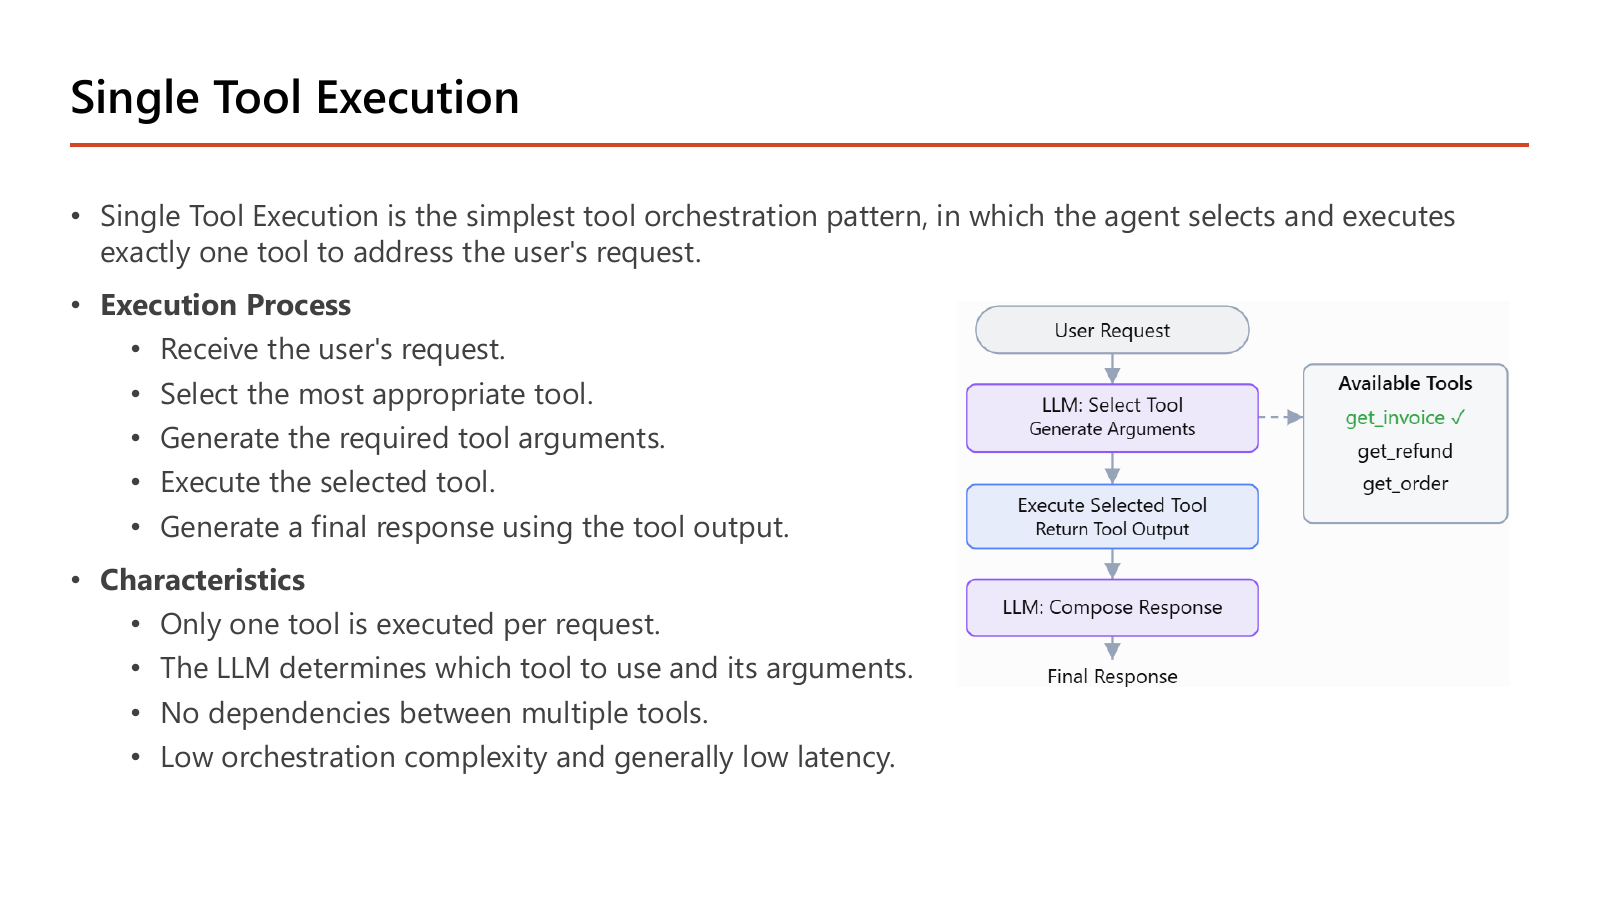 Single Tool Execution
• Single Tool Execution is the simplest tool orchestration pattern, in which the agent selects and executes
exactly one tool to address the user's request.
• Execution Process
• Receive the user's request.
• Select the most appropriate tool.
• Generate the required tool arguments.
• Execute the selected tool.
• Generate a final response using the tool output.
• Characteristics
• Only one tool is executed per request.
• The LLM determines which tool to use and its arguments.
• No dependencies between multiple tools.
• Low orchestration complexity and generally low latency.
User Request
LLM: Select Tool
Generate Arguments
Execute Selected Tool
Return Tool Output
LLM: Compose Response
Final Response
Available Tools
get_invoice ✓
get_refund
get_order